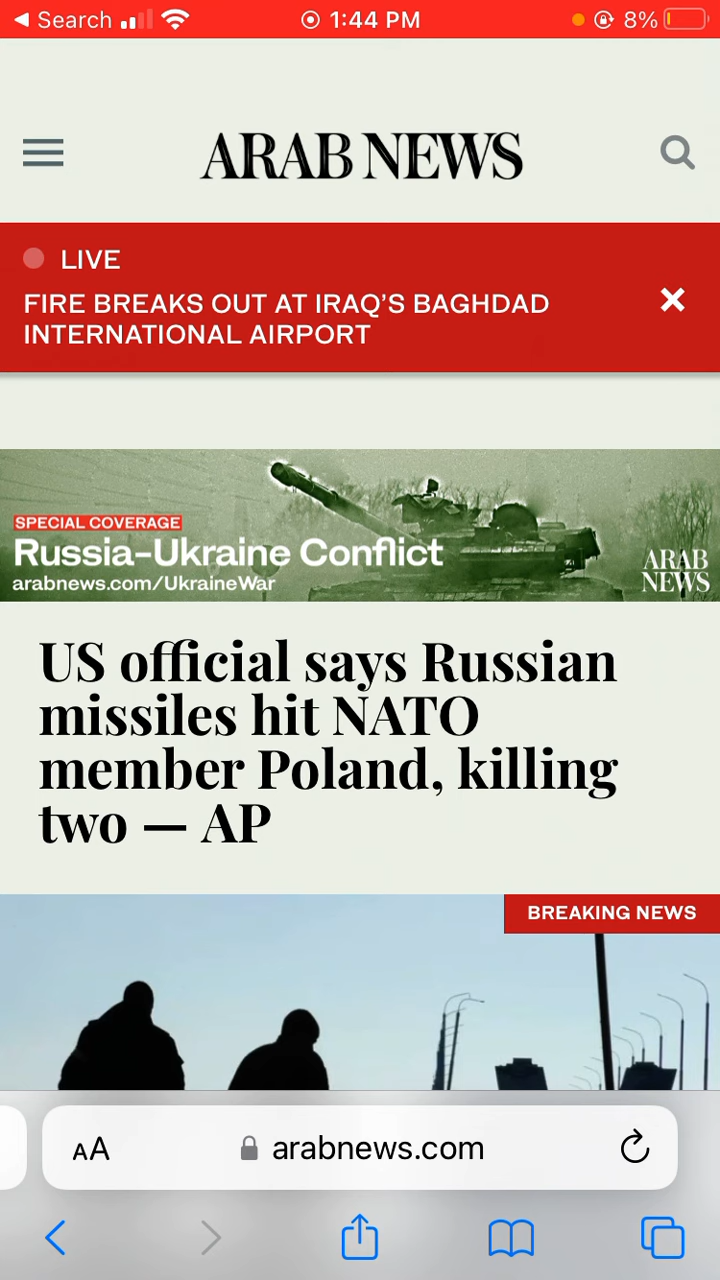 Search 1:44 PM 8%
ARAB NEWS
LIVE
FIRE BREAKS OUT AT IRAQ’S BAGHDAD
INTERNATIONAL AIRPORT
SPECIAL COVERAGE
Russia-Ukraine Conflict
arabnews.com/UkraineWar
ARAB
NEWS
US official says Russian
missiles hit NATO
member Poland, killing
two — AP
BREAKING NEWS
AA arabnews.com